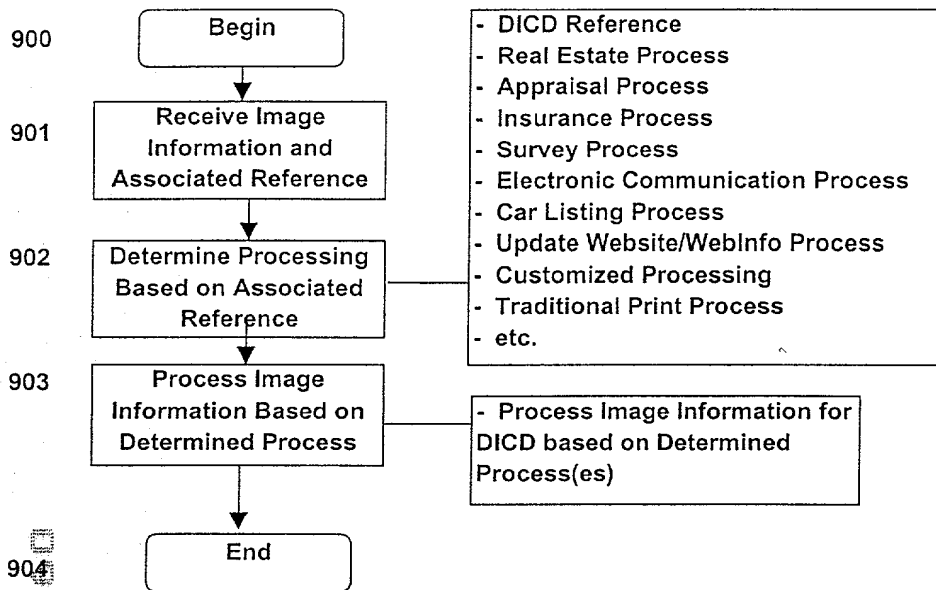 900
Begin
901
Receive Image
Information and
Associated Reference
902
Determine Processing
Based on Associated
Reference
903
Process Image
Information Based on
Determined Process
904
End
- DICD Reference
- Real Estate Process
- Appraisal Process
- Insurance Process
- Survey Process
- Electronic Communication Process
- Car Listing Process
- Update Website/WebInfo Process
- Customized Processing
- Traditional Print Process
- etc.
- Process Image Information for
DICD based on Determined
Process(es)